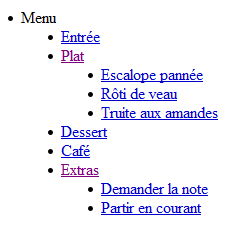 Menu
Entrée
Plat
Escalope pannée
Rôti de veau
Truite aux amandes
Dessert
Café
Extras
Demander la note
Partir en courant